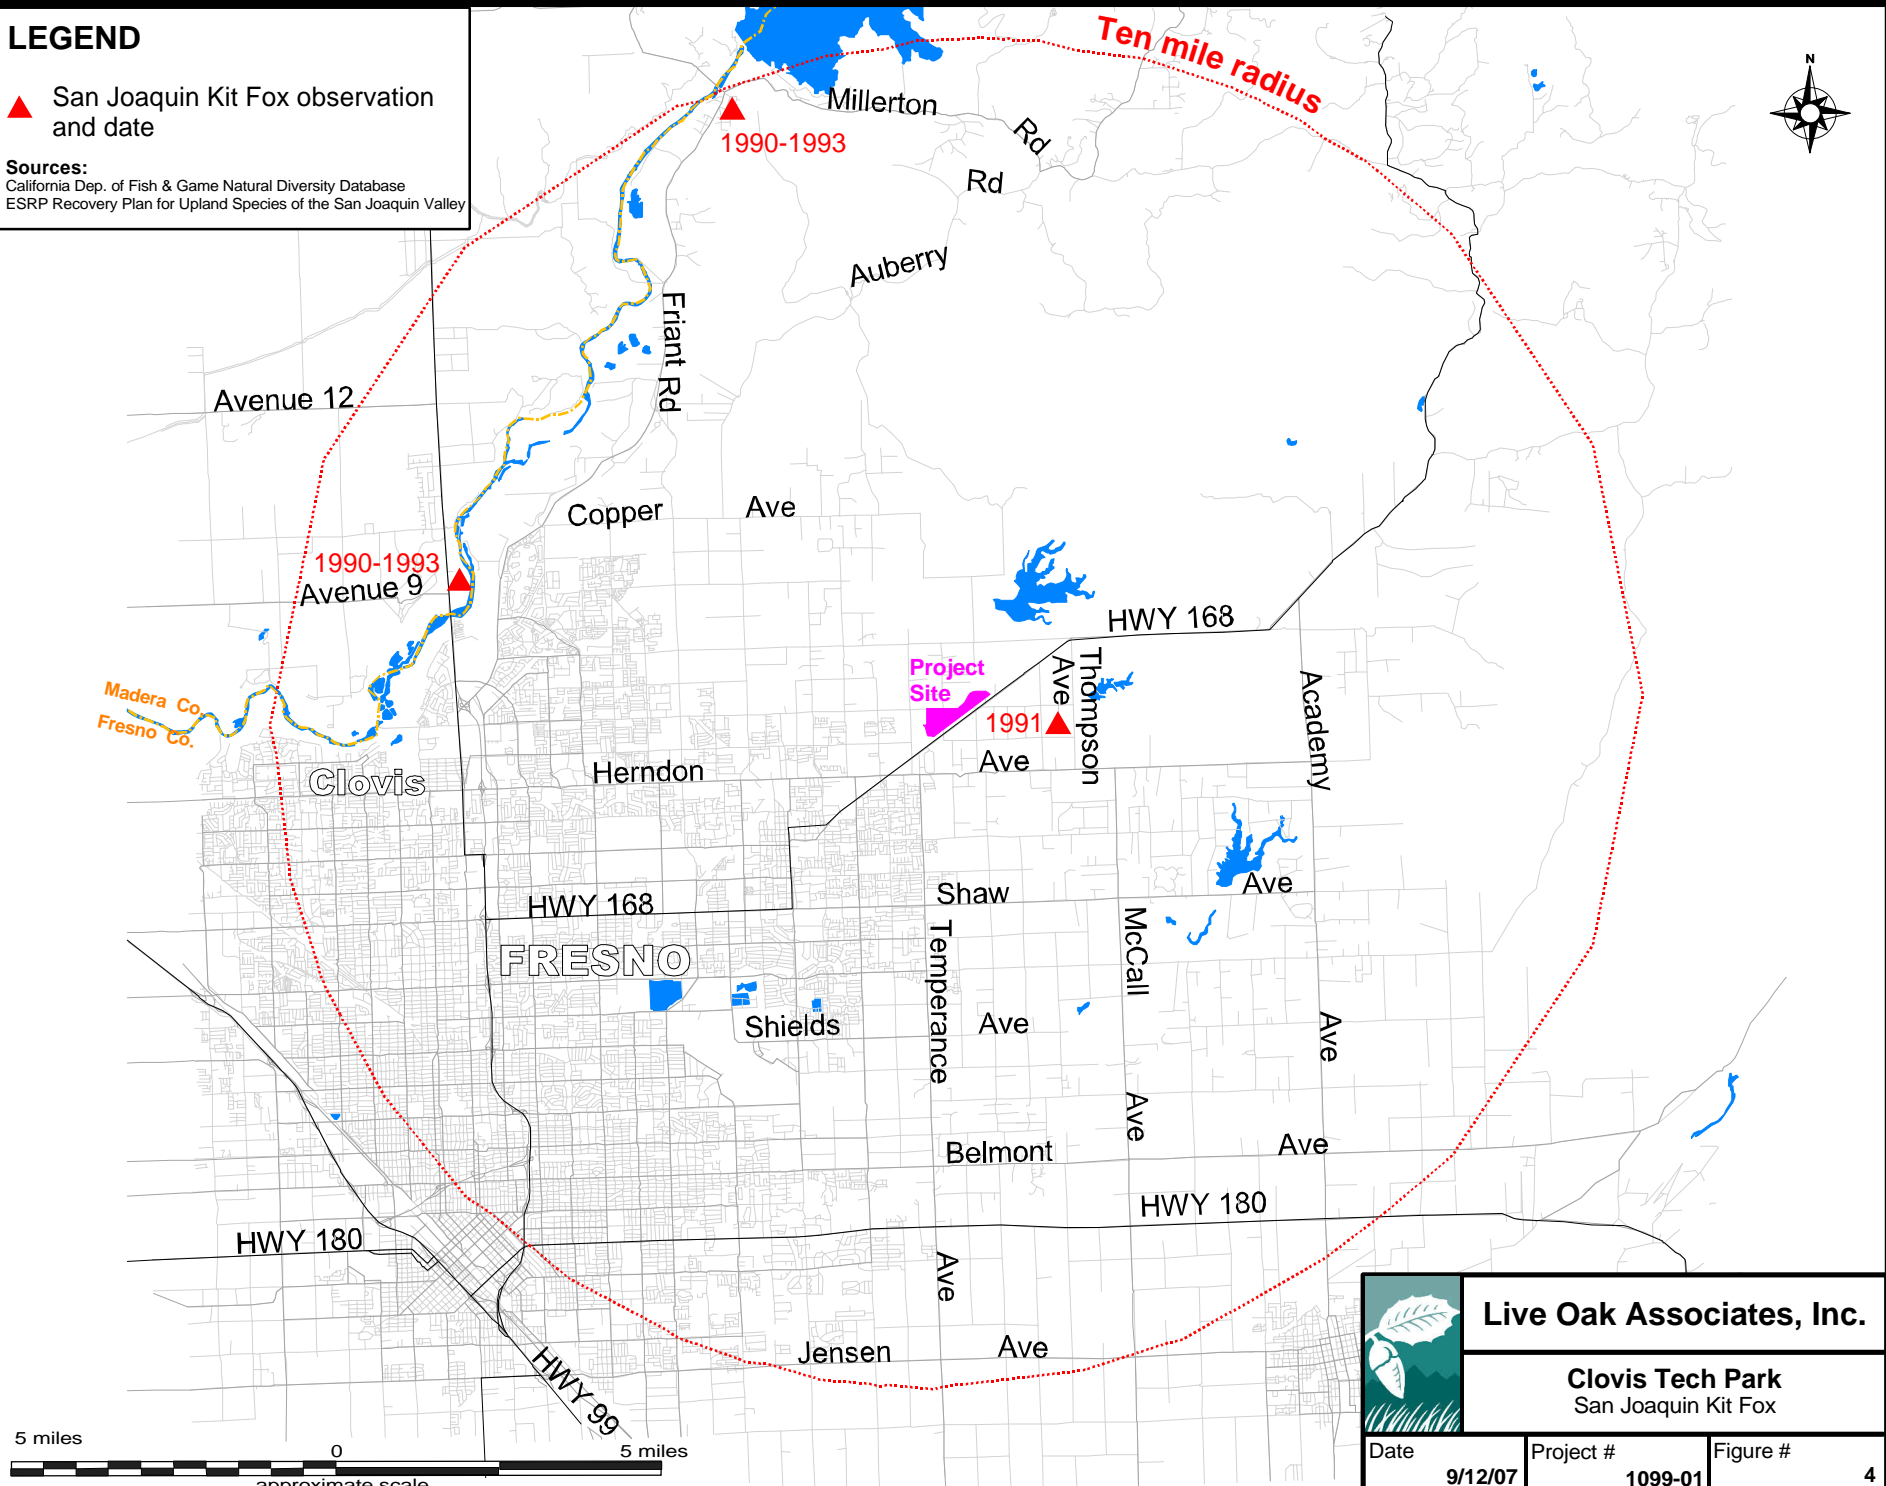 LEGEND
San Joaquin Kit Fox observation
and date
Sources:
California Dep. of Fish & Game Natural Diversity Database
ESRP Recovery Plan for Upland Species of the San Joaquin Valley
Ten mile radius
N
Millerton
Rd
1990-1993
Rd
Auberry
Friant Rd
Avenue 12
Copper
Ave
1990-1993
Avenue 9
HWY 168
Project
Site
Thompson
Ave
Academy
Madera Co.
Fresno Co.
1991
Ave
Herndon
Clovis
HWY 168
Shaw
Ave
McCall
FRESNO
Temperance
Shields
Ave
Ave
Ave
Belmont
Ave
HWY 180
HWY 180
Ave
Jensen
Ave
HWY 99
5 miles
0
5 miles
approximate scale
Live Oak Associates, Inc.
Clovis Tech Park
San Joaquin Kit Fox
Date
Project #
Figure #
9/12/07
1099-01
4